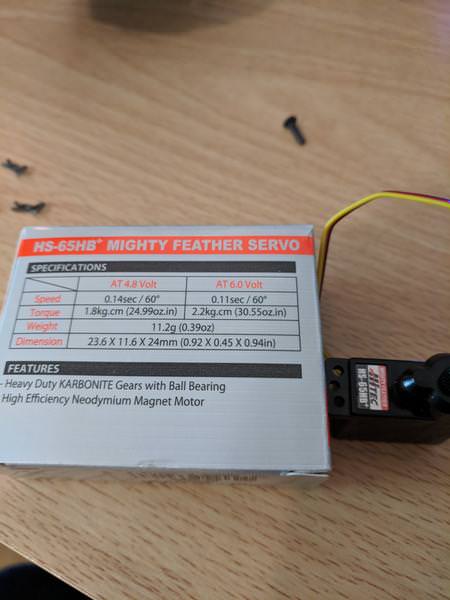 HS-65HB+ MIGHTY FEATHER SERVO
SPECIFICATIONS
AT 4.8 Volt AT 6.0 Volt
Speed 0.14sec / 60° 0.11sec / 60°
Torque 1.8kg.cm (24.99oz.in) 2.2kg.cm (30.55oz.in)
Weight 11.2g (0.39oz)
Dimension 23.6 X 11.6 X 24mm (0.92 X 0.45 X 0.94in)
FEATURES
- Heavy Duty KARBONITE Gears with Ball Bearing
High Efficiency Neodymium Magnet Motor
HITEC
HS-65HB+